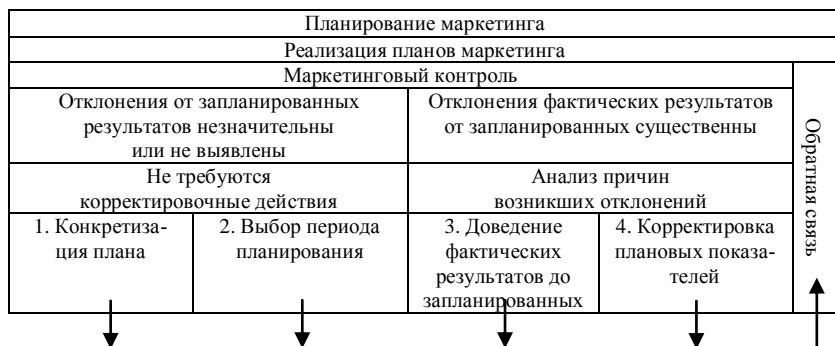 Планирование маркетинга
Реализация планов маркетинга
Маркетинговый контроль
Отклонения от запланированных
результатов незначительны
или не выявлены
Отклонения фактических результатов
от запланированных существенны
Не требуются
корректировочные действия
Анализ причин
возникших отклонений
1. Конкретиза-
ция плана
2. Выбор периода
планирования
3. Доведение
фактических
результатов до
запланированных
4. Корректировка
плановых показа-
телей
Обратная связь